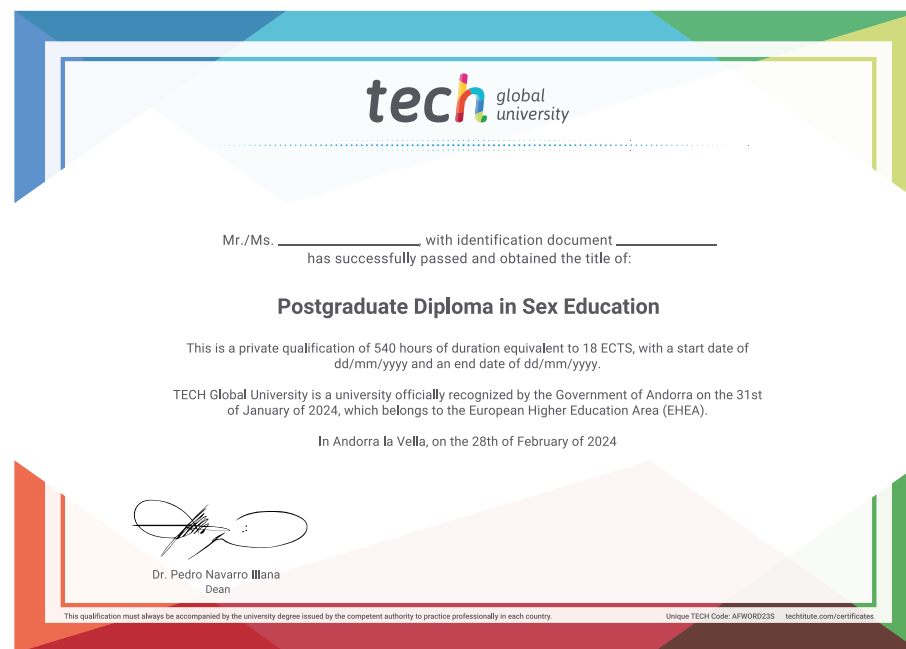 tech global
university
Mr./Ms. ____________________, with identification document ______________
has successfully passed and obtained the title of:
Postgraduate Diploma in Sex Education
This is a private qualification of 540 hours of duration equivalent to 18 ECTS, with a start date of
dd/mm/yyyy and an end date of dd/mm/yyyy.
TECH Global University is a university officially recognized by the Government of Andorra on the 31st
of January of 2024, which belongs to the European Higher Education Area (EHEA).
In Andorra la Vella, on the 28th of February of 2024
Dr. Pedro Navarro Illana
Dean
This qualification must always be accompanied by the university degree issued by the competent authority to practice professionally in each country. Unique TECH Code: AFWORD23S techtitute.com/certificates